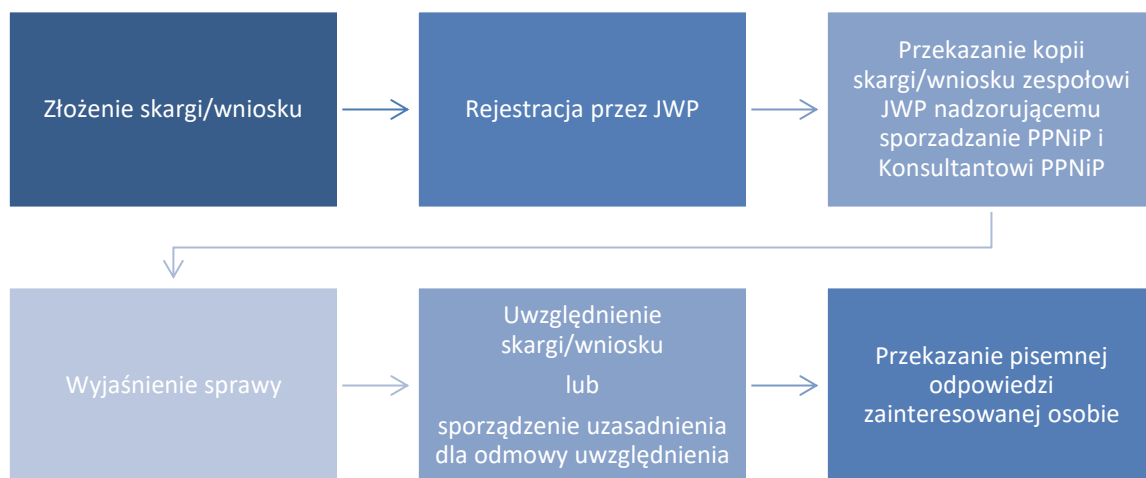 Złożenie skargi/wniosku
Rejestracja przez JWP
Przekazanie kopii
skargi/wniosku zespołowi
JWP nadzorującemu
sporzadzanie PPNiP i
Konsultantowi PPNiP
Wyjaśnienie sprawy
Uwzględnienie
skargi/wniosku
lub
sporządzenie uzasadnienia
dla odmowy uwzględnienia
Przekazanie pisemnej
odpowiedzi
zainteresowanej osobie